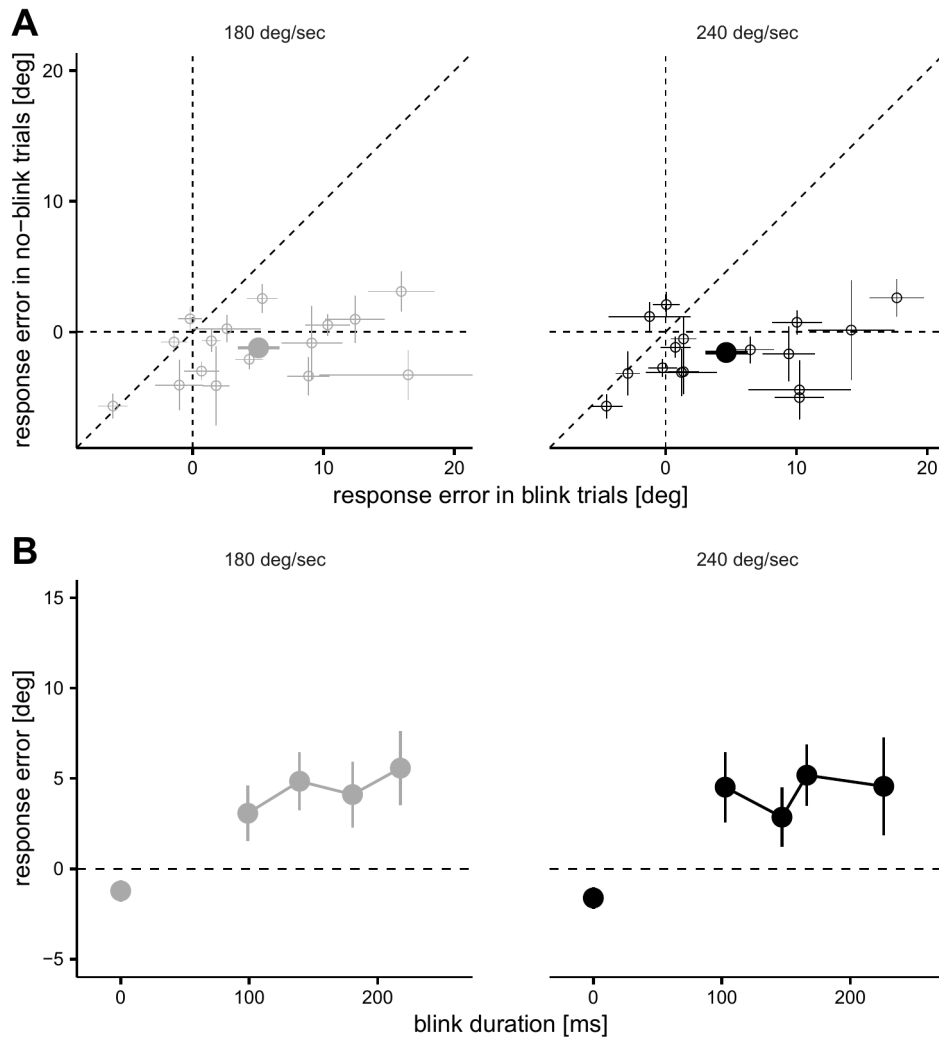 A
180 deg/sec
240 deg/sec
response error in no−blink trials [deg]
20
10
0
0
10
20
0
10
20
response error in blink trials [deg]
B
180 deg/sec
240 deg/sec
response error [deg]
15
10
5
0
−5
0
100
200
0
100
200
blink duration [ms]